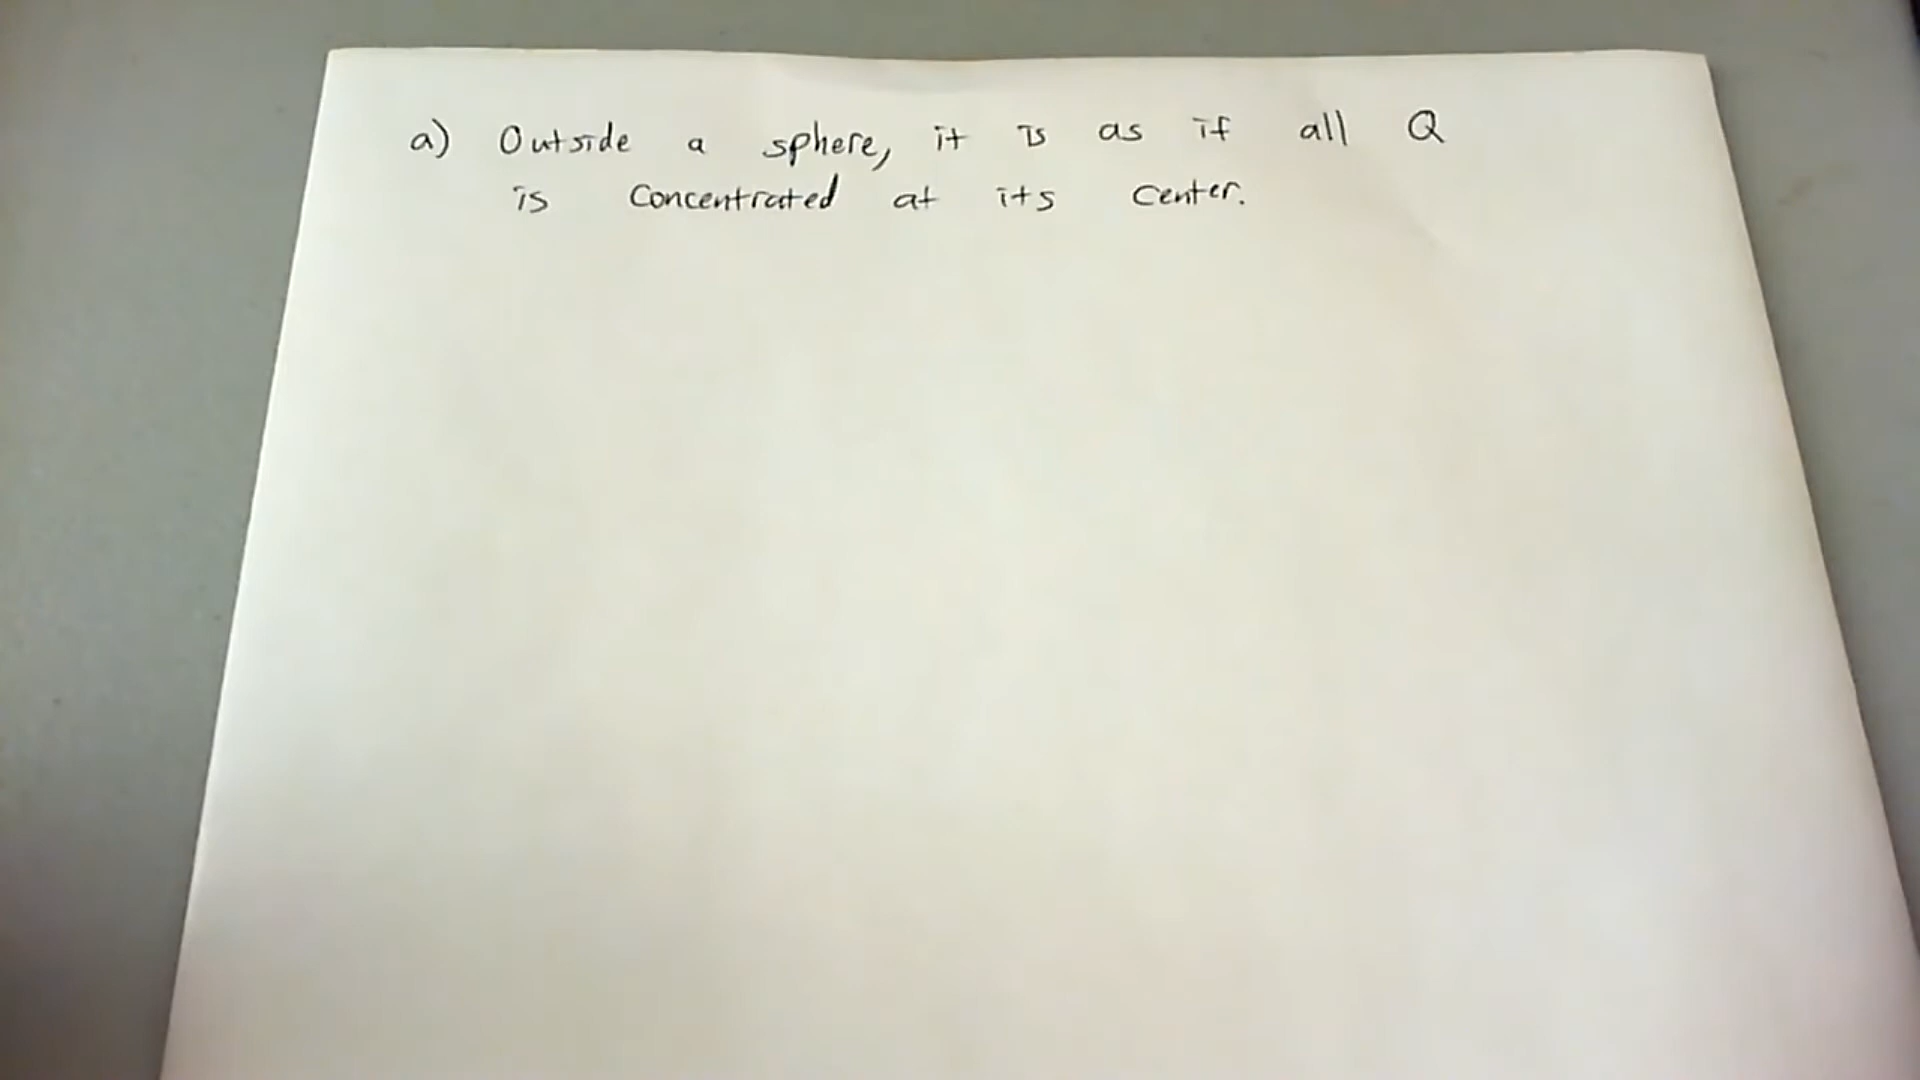 a) Outside a sphere, it is as if all Q
is concentrated at its center.